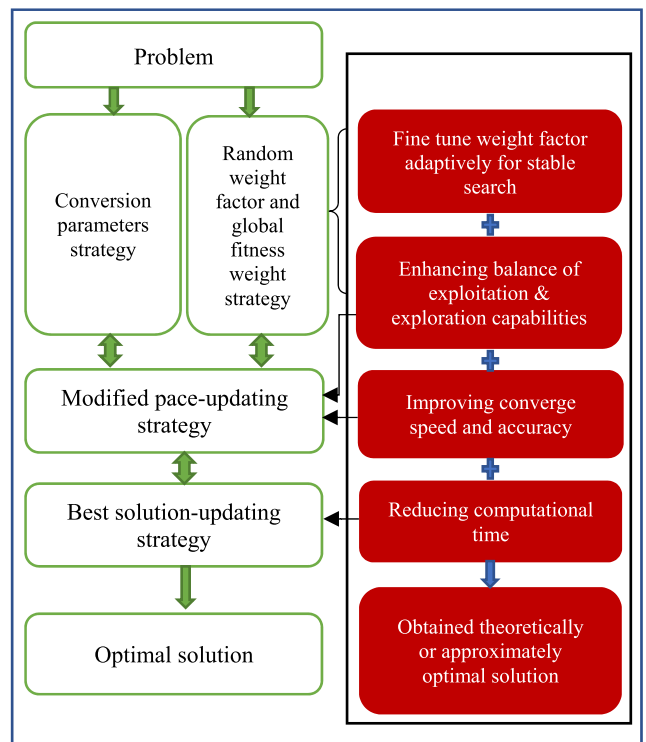 Problem
Conversion
parameters
strategy
Random
weight
factor and
global
fitness
weight
strategy
Modified pace-updating
strategy
Best solution-updating
strategy
Optimal solution
Fine tune weight factor
adaptively for stable
search
Enhancing balance of
exploitation &
exploration capabilities
Improving converge
speed and accuracy
Reducing computational
time
Obtained theoretically
or approximately
optimal solution